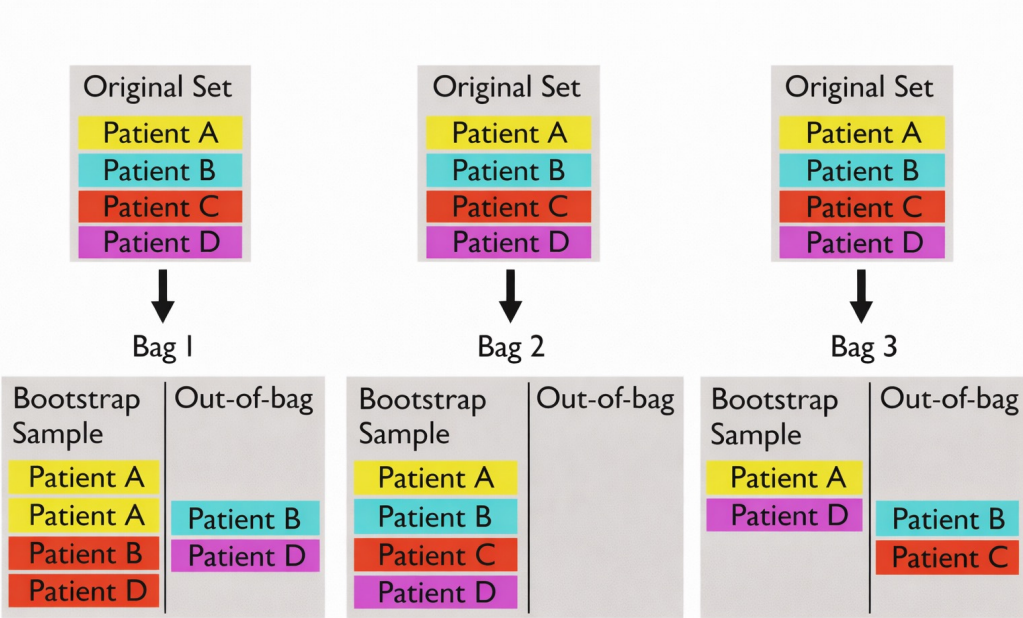 Original Set
Patient A
Patient B
Patient C
Patient D
Original Set
Patient A
Patient B
Patient C
Patient D
Original Set
Patient A
Patient B
Patient C
Patient D
Bag 1
Bootstrap
Sample
Patient A
Patient A
Patient B
Patient D
Out-of-bag
Patient B
Patient D
Bag 2
Bootstrap
Sample
Patient A
Patient B
Patient C
Patient D
Out-of-bag
Bag 3
Bootstrap
Sample
Patient A
Patient D
Out-of-bag
Patient B
Patient C